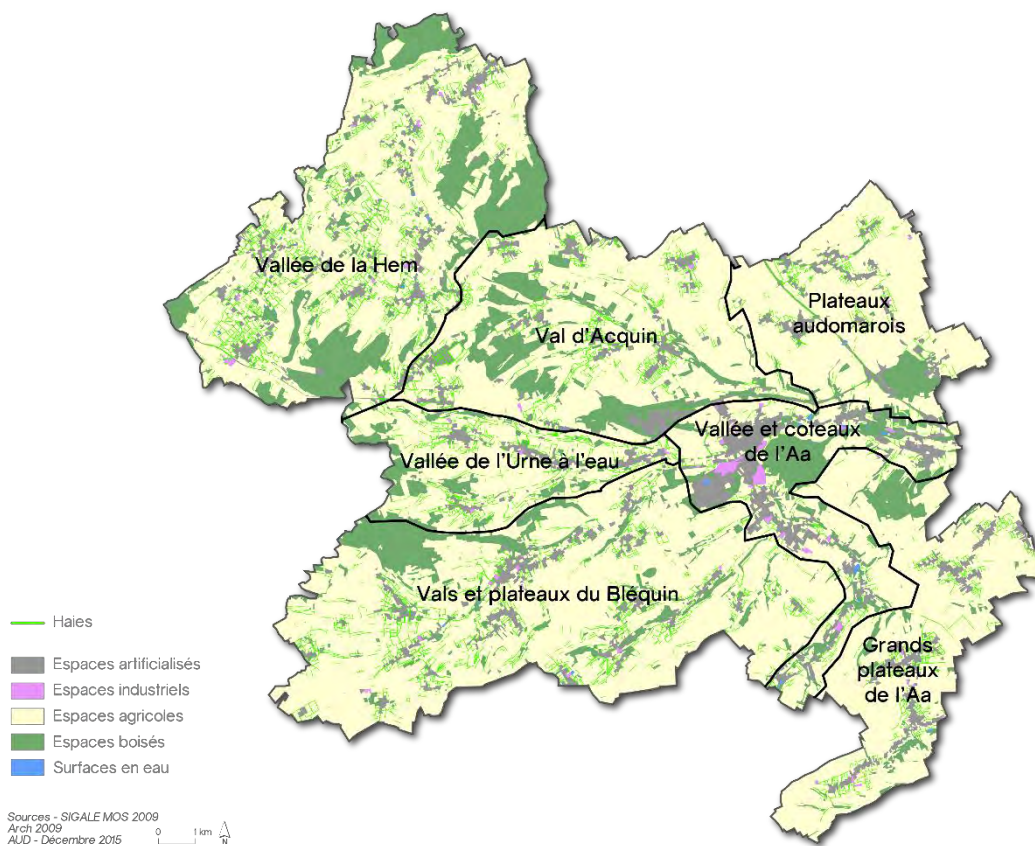 Vallée de la Hem
Plateaux
audomarois
Val d'Acquin
Vallée et coteaux
de l'Aa
Vallée de l'Urne à l'eau
Vals et plateaux du Bléquin
Grands
plateaux
de l'Aa
Haies
Espaces artificialisés
Espaces industriels
Espaces agricoles
Espaces boisés
Surfaces en eau
Sources - SIGALE MOS 2009
Arch 2009
AUD - Décembre 2015
0 1 km
N